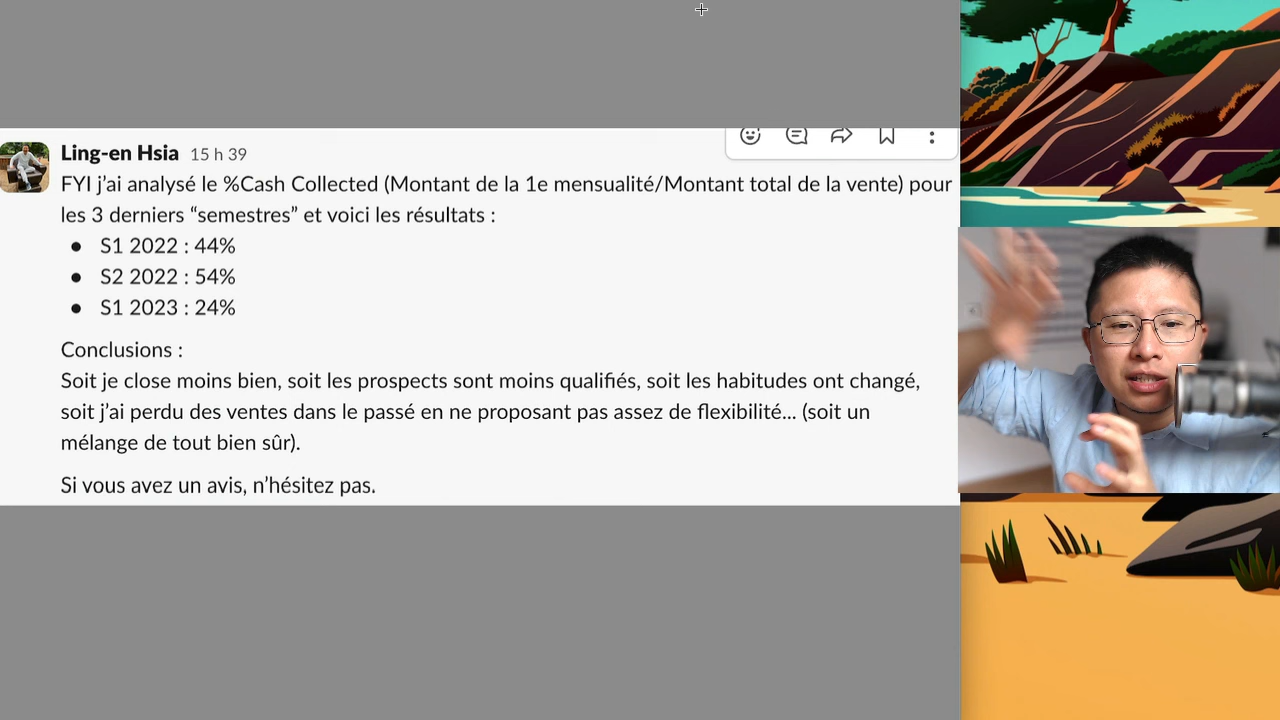 Ling-en Hsia 15 h 39
FYI j’ai analysé le %Cash Collected (Montant de la 1e mensualité/Montant total de la vente) pour
les 3 derniers “semestres” et voici les résultats :
● S1 2022 : 44%
● S2 2022 : 54%
● S1 2023 : 24%
Conclusions :
Soit je close moins bien, soit les prospects sont moins qualifiés, soit les habitudes ont changé,
soit j’ai perdu des ventes dans le passé en ne proposant pas assez de flexibilité... (soit un
mélange de tout bien sûr).
Si vous avez un avis, n’hésitez pas.